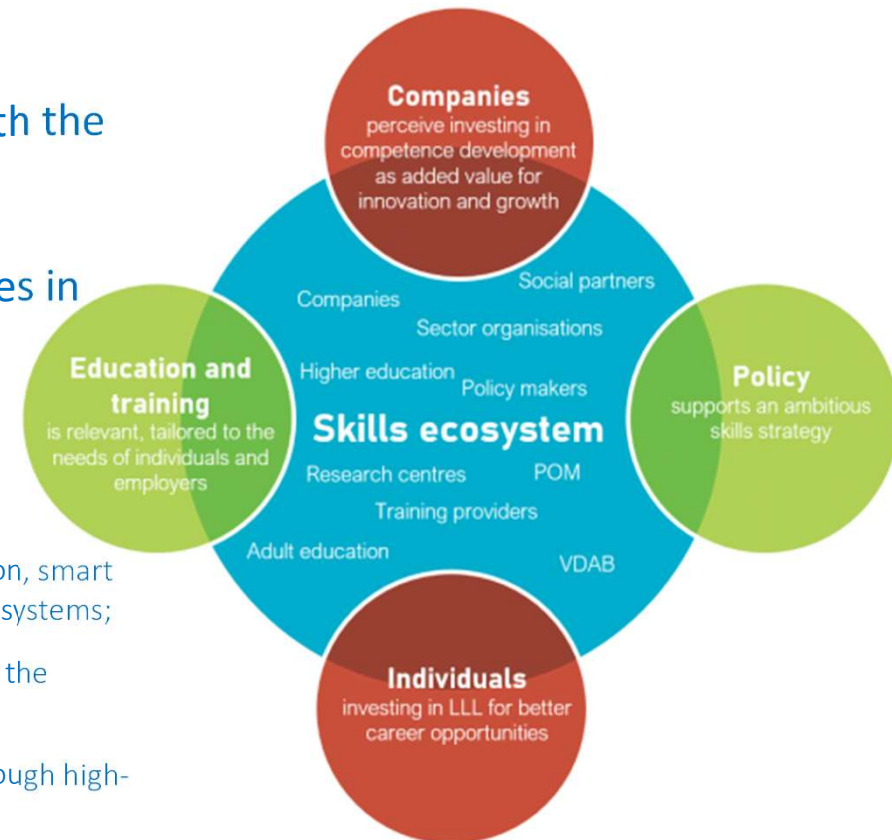 th the
es in
on, smart
systems;
the
ough high-
Companies
perceive investing in
competence development
as added value for
innovation and growth
Social partners
Companies
Sector organisations
Higher education
Policy makers
Skills ecosystem
Research centres
POM
Training providers
Adult education
VDAB
Education and
training
is relevant, tailored to the
needs of individuals and
employers
Policy
supports an ambitious
skills strategy
Individuals
investing in LLL for better
career opportunities